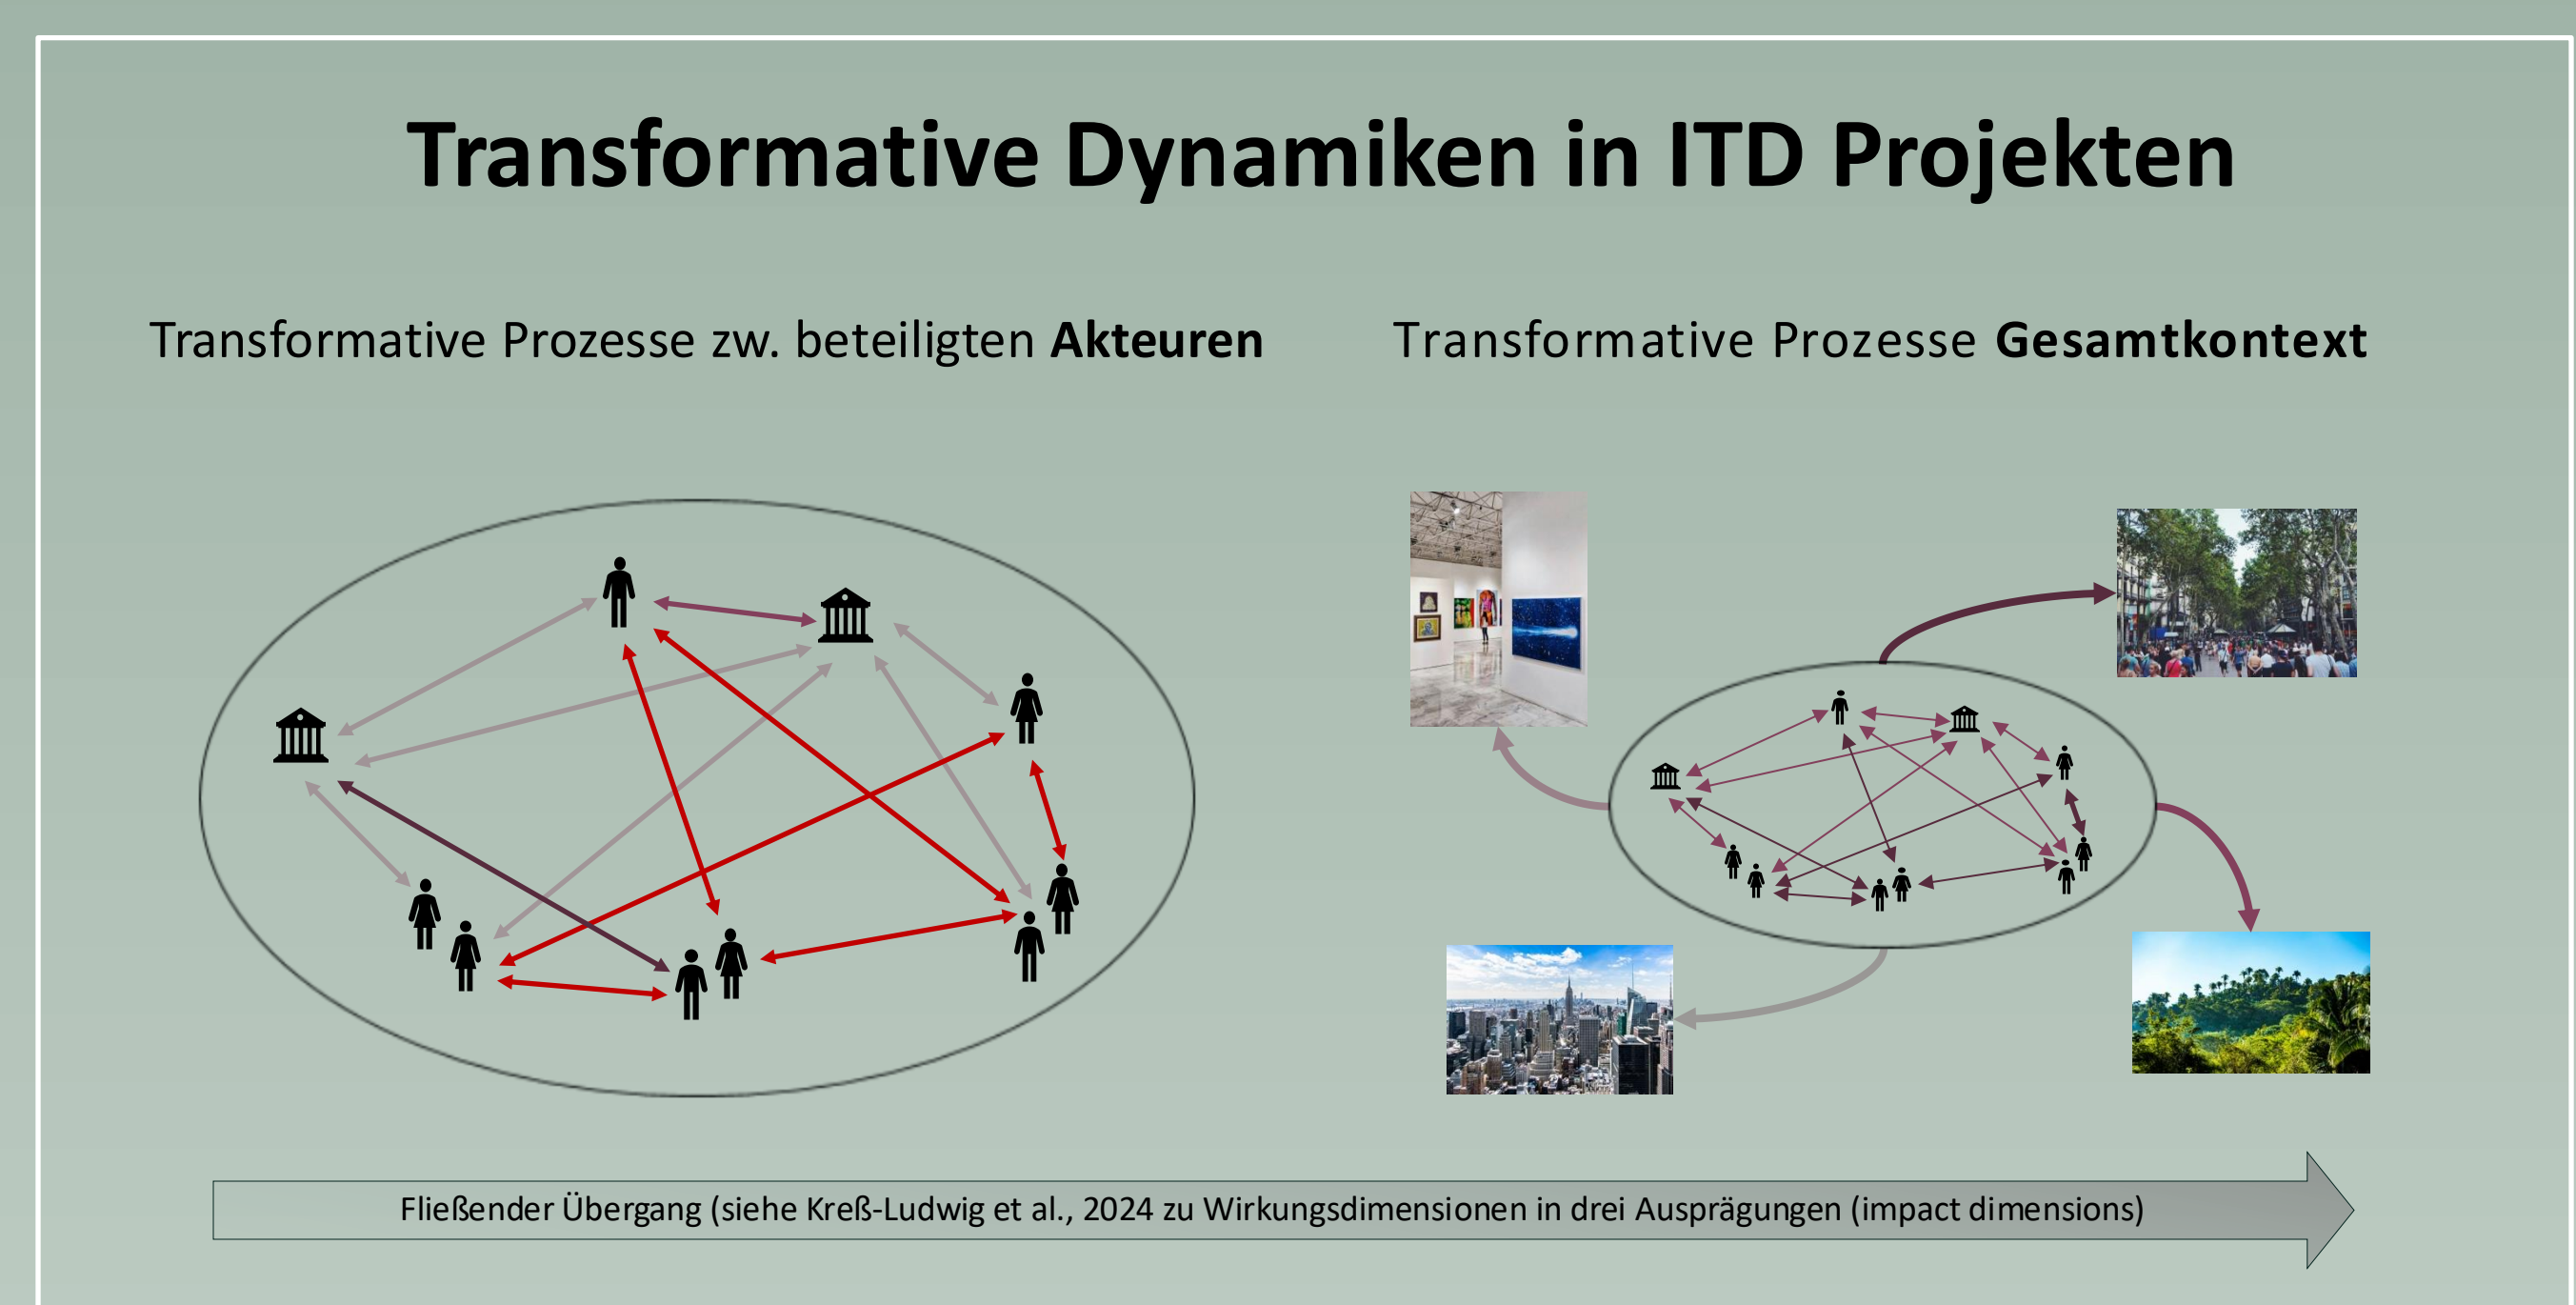 Transformative Dynamiken in ITD Projekten
Transformative Prozesse zw. beteiligten Akteuren
Transformative Prozesse Gesamtkontext
Fließender Übergang (siehe Kreß-Ludwig et al., 2024 zu Wirkungsdimensionen in drei Ausprägungen (impact dimensions)